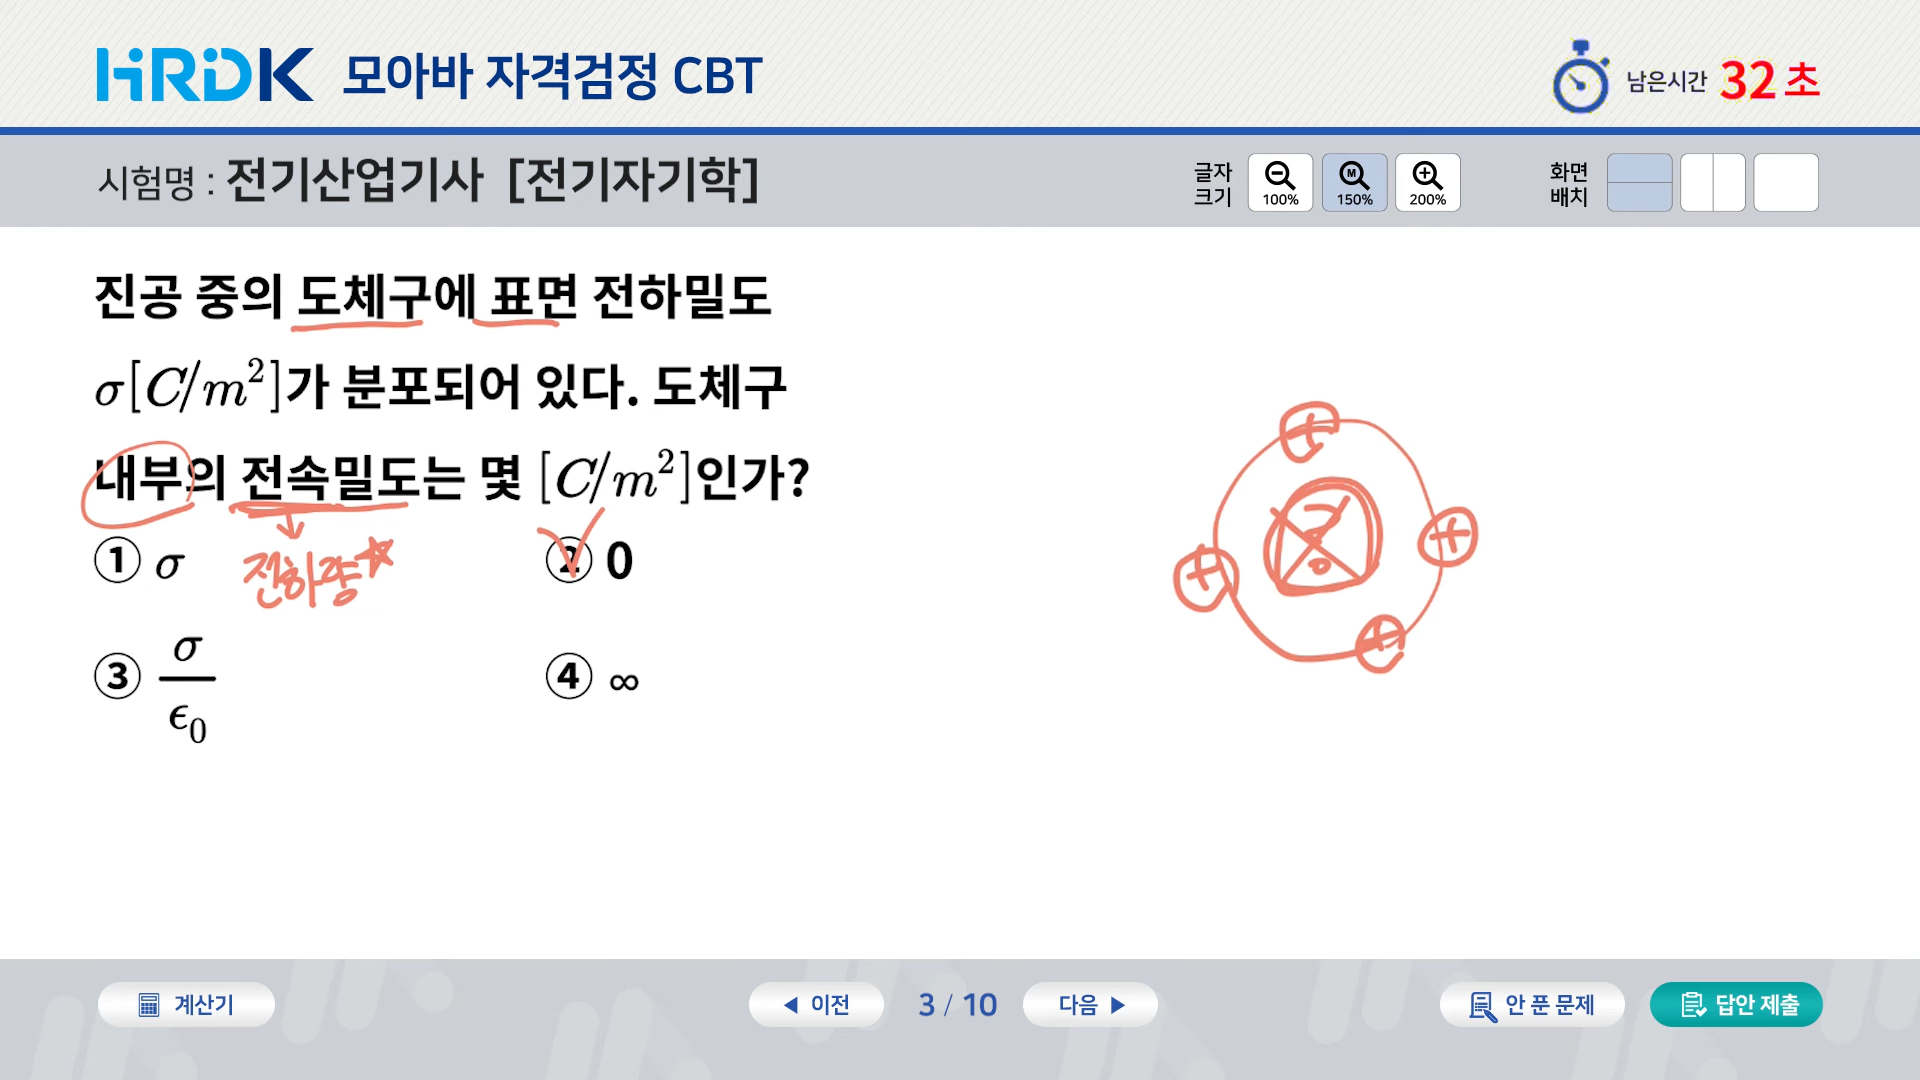 HRDK 모아바 자격검정 CBT
남은시간 32 초
시험명 : 전기산업기사 [전기자기학]
글자 크기
100%
M 150%
200%
화면 배치
진공 중의 도체구에 표면 전하밀도
σ[C/m²]가 분포되어 있다. 도체구
내부의 전속밀도는 몇 [C/m²]인가?
① σ
전하량
② 0
③ σ/ϵ₀
④ ∞
+
+
+
+
?
계산기
◀ 이전
3 / 10
다음 ▶
안 푼 문제
답안 제출